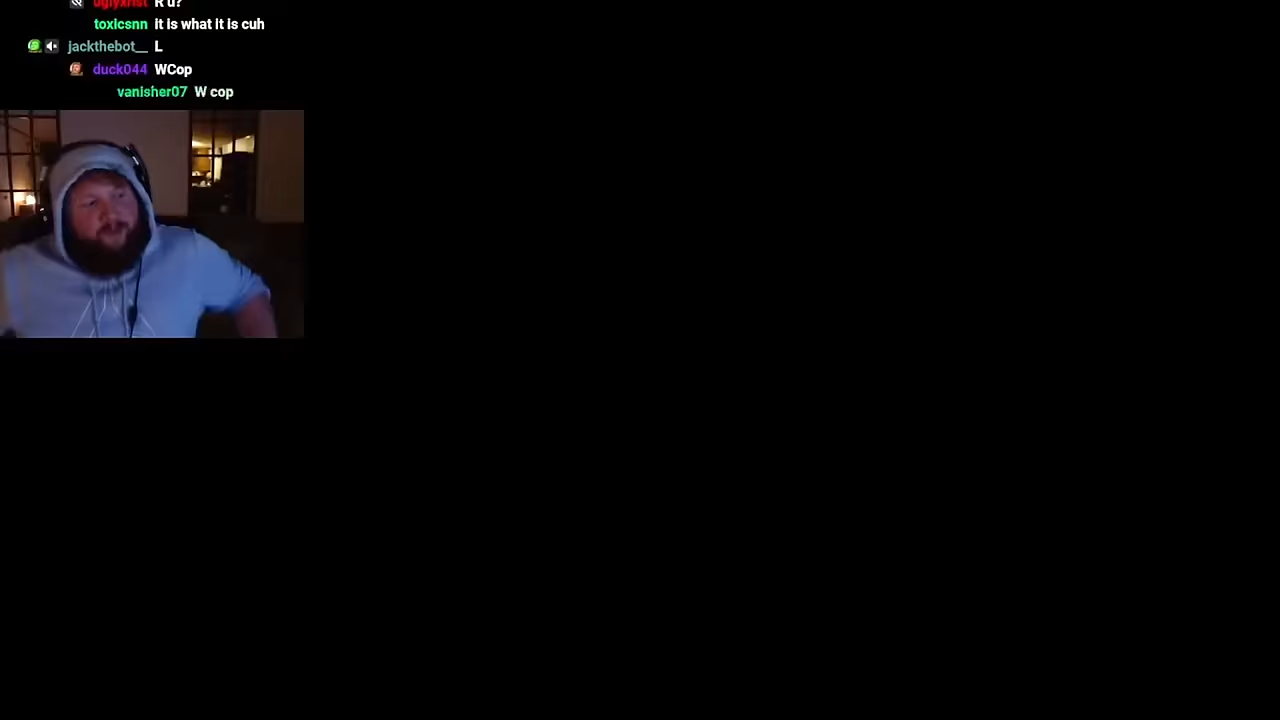 R u?
toxicsnn it is what it is cuh
jackthebot__ L
duck044 WCop
vanisher07 W cop